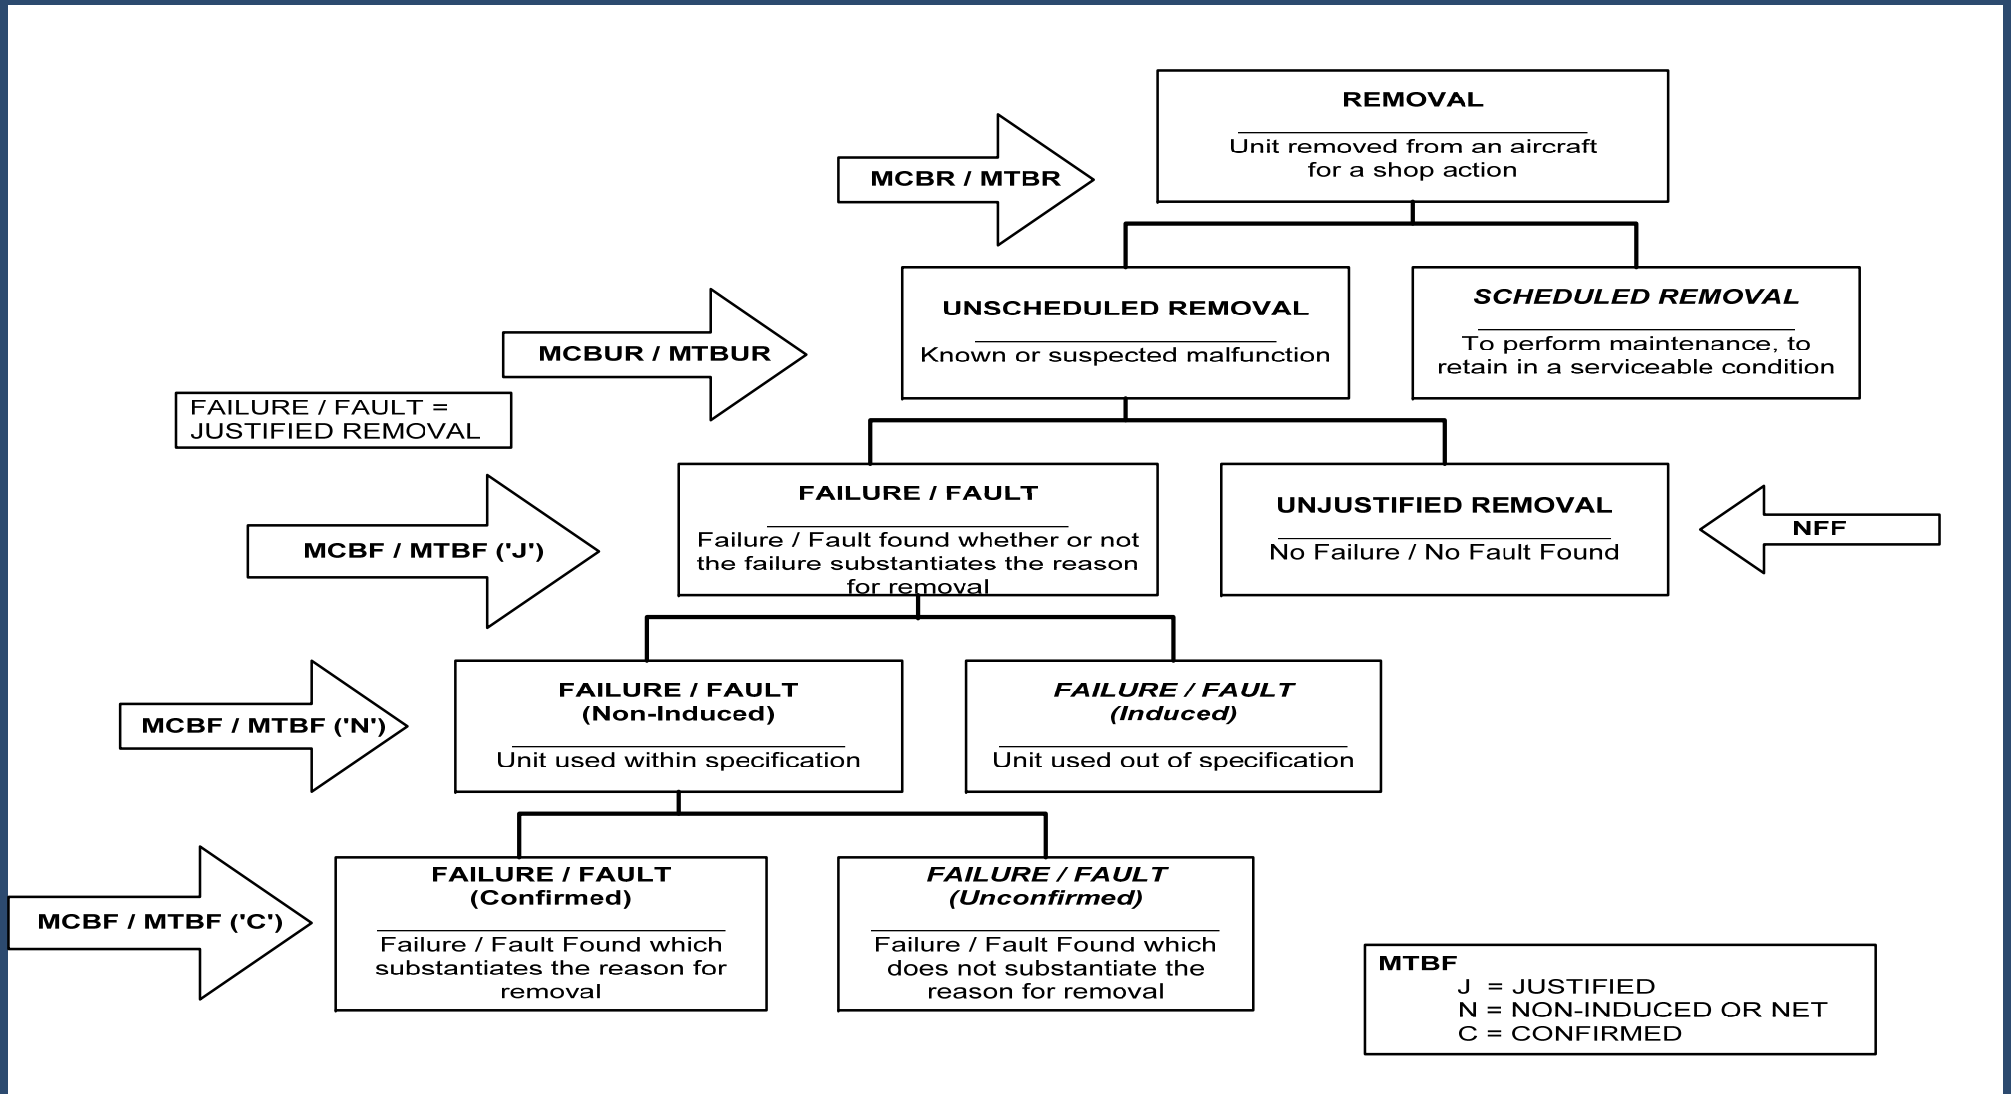 REMOVAL
Unit removed from an aircraft
for a shop action
MCBR / MTBR
UNSCHEDULED REMOVAL
Known or suspected malfunction
SCHEDULED REMOVAL
To perform maintenance, to
retain in a serviceable condition
MCBUR / MTBUR
FAILURE / FAULT =
JUSTIFIED REMOVAL
FAILURE / FAULT
Failure / Fault found whether or not
the failure substantiates the reason
for removal
UNJUSTIFIED REMOVAL
No Failure / No Fault Found
NFF
MCBF / MTBF ('J')
FAILURE / FAULT
(Non-Induced)
Unit used within specification
FAILURE / FAULT
(Induced)
Unit used out of specification
MCBF / MTBF ('N')
FAILURE / FAULT
(Confirmed)
Failure / Fault Found which
substantiates the reason for
removal
FAILURE / FAULT
(Unconfirmed)
Failure / Fault Found which
does not substantiate the
reason for removal
MCBF / MTBF ('C')
MTBF
J = JUSTIFIED
N = NON-INDUCED OR NET
C = CONFIRMED